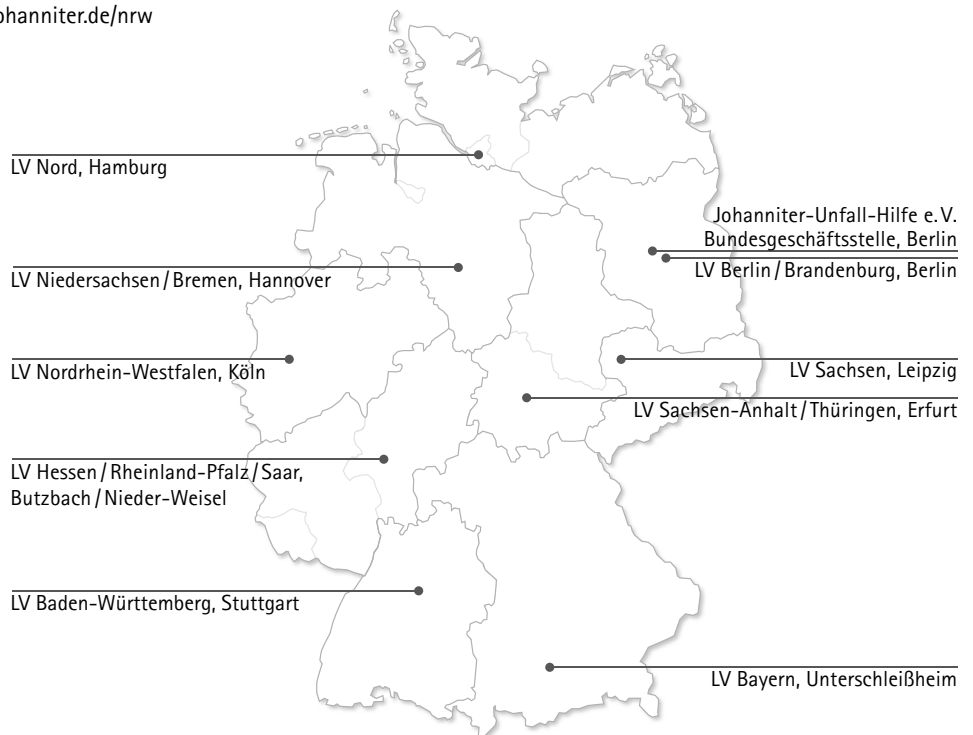 ohanniter.de/nrw
LV Nord, Hamburg
Johanniter-Unfall-Hilfe e.V.
Bundesgeschäftsstelle, Berlin
LV Niedersachsen/Bremen, Hannover
LV Berlin/Brandenburg, Berlin
LV Nordrhein-Westfalen, Köln
LV Sachsen, Leipzig
LV Sachsen-Anhalt/Thüringen, Erfurt
LV Hessen/Rheinland-Pfalz/Saar,
Butzbach/Nieder-Weisel
LV Baden-Württemberg, Stuttgart
LV Bayern, Unterschleißheim